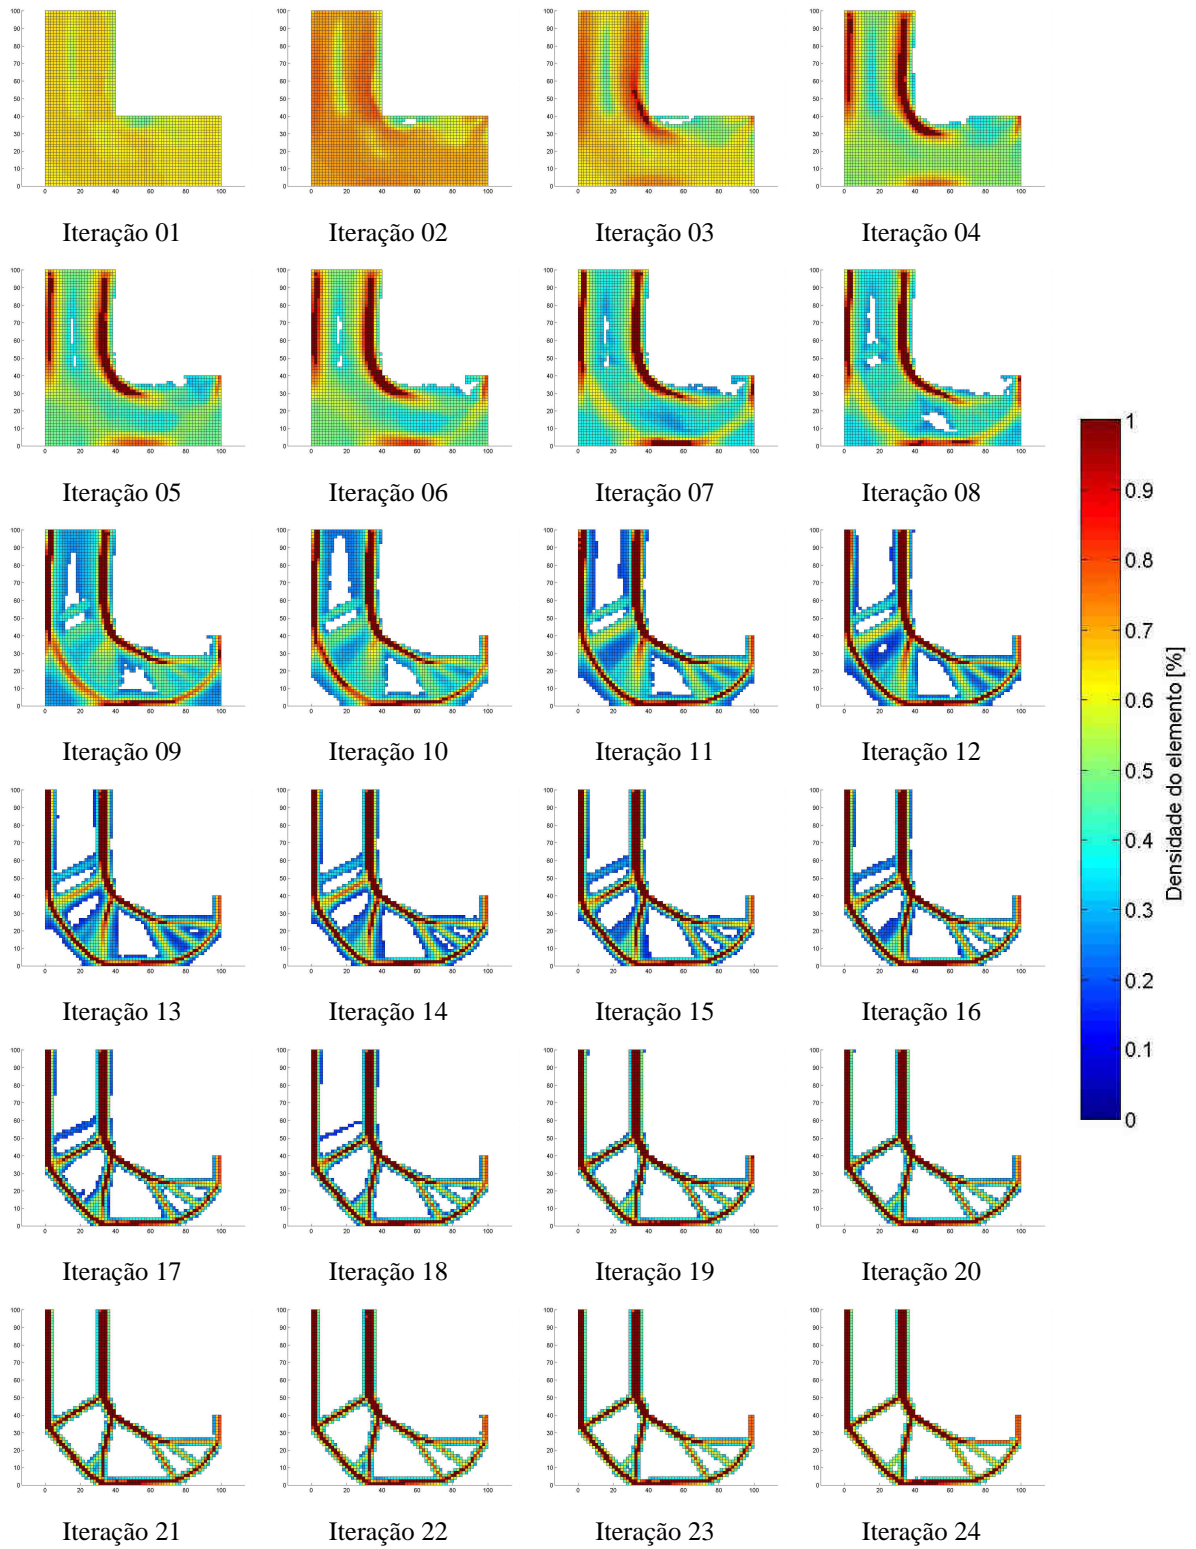 Iteração 01 Iteração 02 Iteração 03 Iteração 04
Iteração 05 Iteração 06 Iteração 07 Iteração 08
Iteração 09 Iteração 10 Iteração 11 Iteração 12
Iteração 13 Iteração 14 Iteração 15 Iteração 16
Iteração 17 Iteração 18 Iteração 19 Iteração 20
Iteração 21 Iteração 22 Iteração 23 Iteração 24
1
0.9
0.8
0.7
0.6
0.5
0.4
0.3
0.2
0.1
0
Densidade do elemento [%]